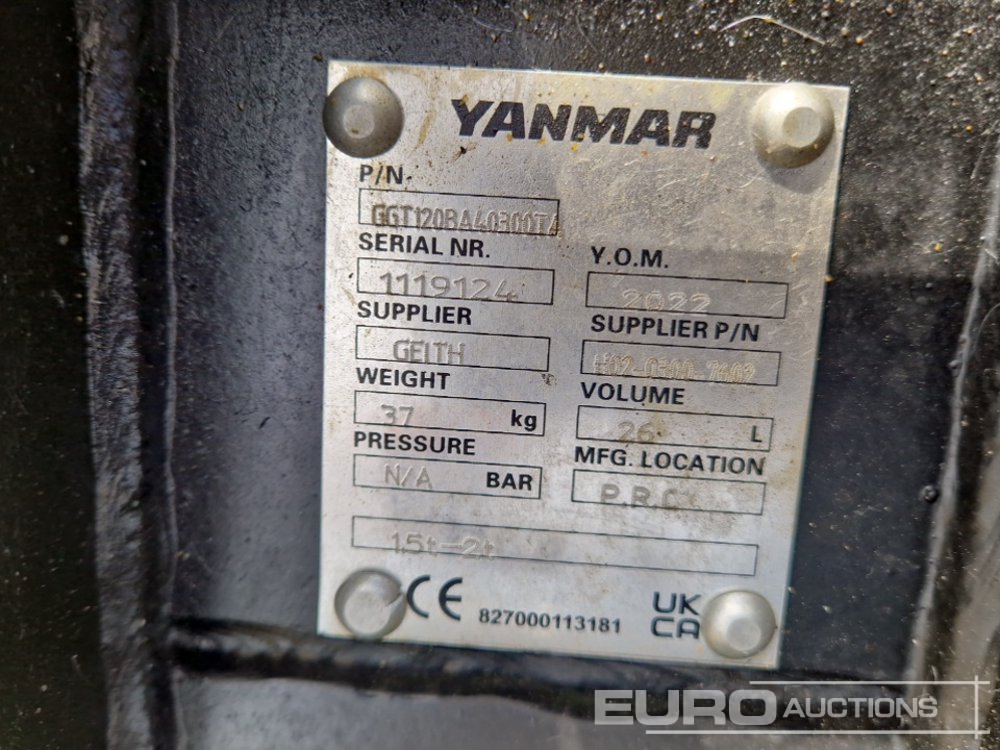 YANMAR
P/N.
SERIAL NR.
1119124
Y.O.M.
2022
SUPPLIER
GEITH
SUPPLIER P/N
WEIGHT
37 kg
VOLUME
26 L
PRESSURE
N/A BAR
MFG. LOCATION
P.R.C
1.5t-2t
CE 827000113181 UK CA
EURO AUCTIONS